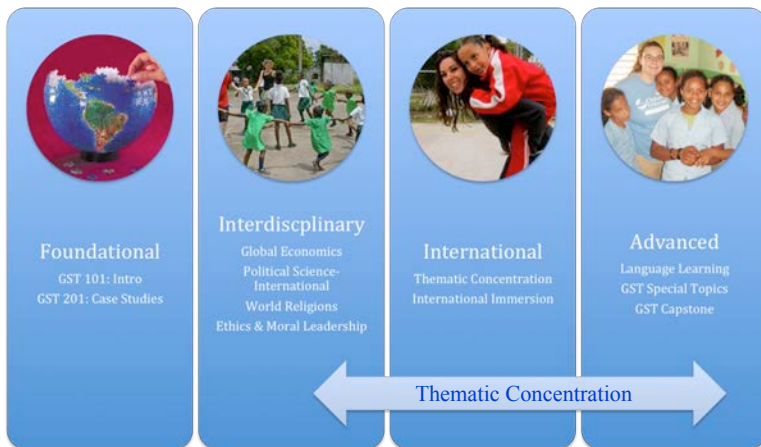 Foundational
GST 101: Intro
GST 201: Case Studies
Interdiscplinary
Global Economics
Political Science-
International
World Religions
Ethics & Moral Leadership
International
Thematic Concentration
International Immersion
Advanced
Language Learning
GST Special Topics
GST Capstone
Thematic Concentration